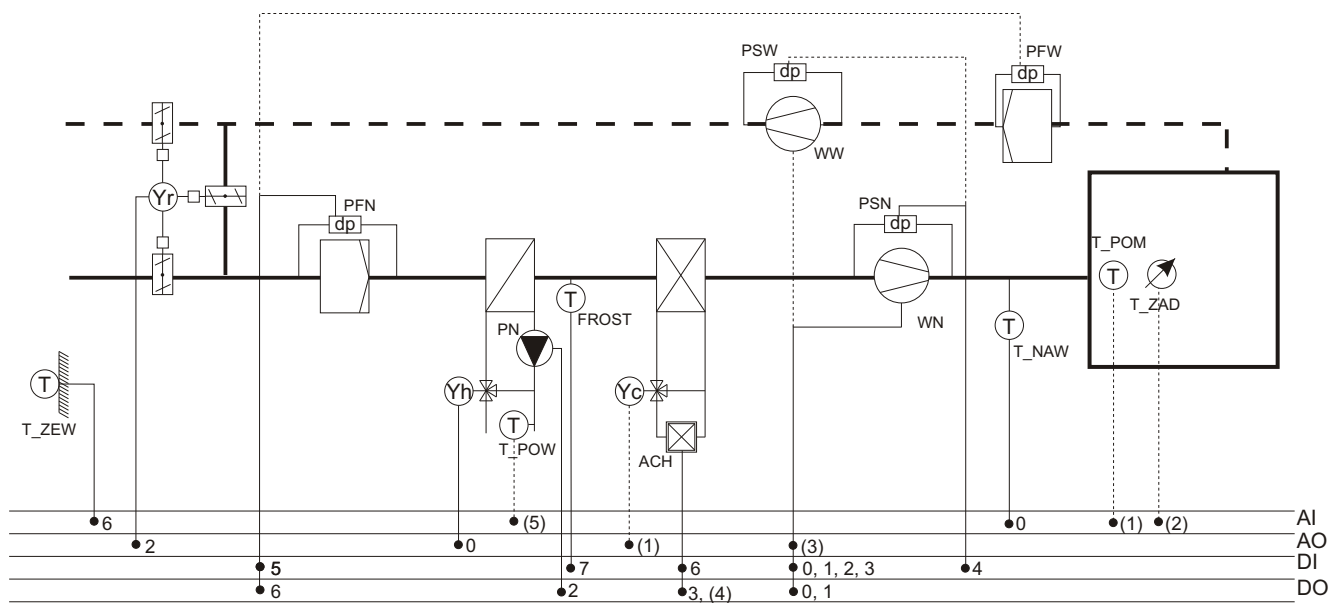 PSW
dp
PFW
dp
WW
Yr
PFN
dp
PSN
dp
T_POM
T
T_ZAD
T
FROST
PN
WN
T
T_NAW
T
T_ZEW
Yh
Yc
T
T_POW
ACH
6 (5) 0 (1) (2) AI
2 0 (1) (3) AO
5 7 6 0, 1, 2, 3 4 DI
6 2 3, (4) 0, 1 DO